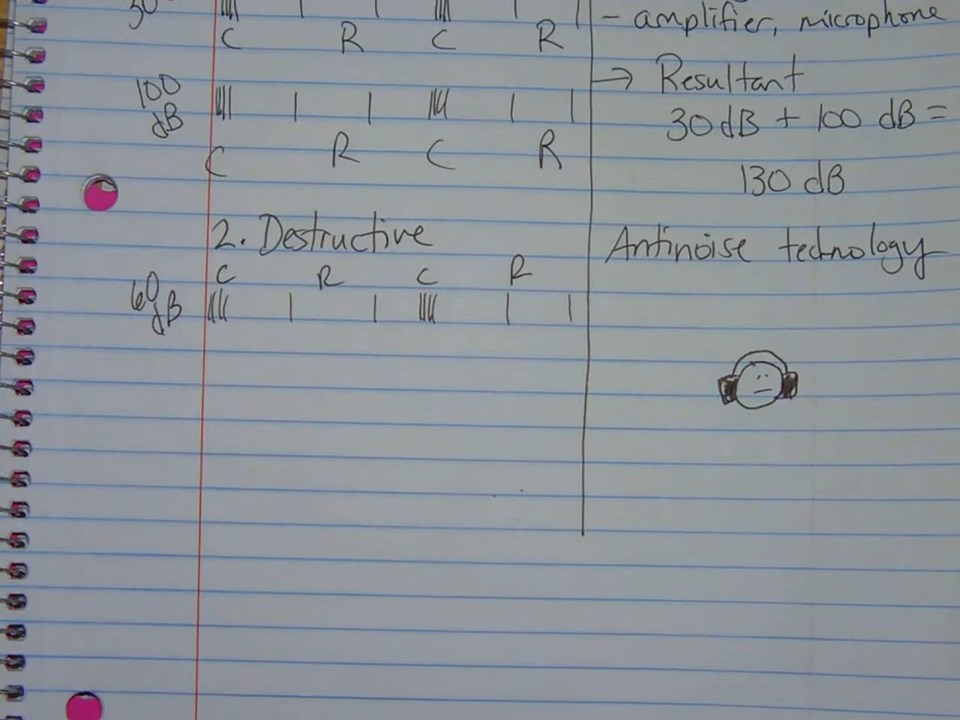 30
C R C R
- amplifier, microphone
→ Resultant
100 dB
30 dB + 100 dB =
C R C R
130 dB
2. Destructive
Antinoise technology
C R C R
60 dB